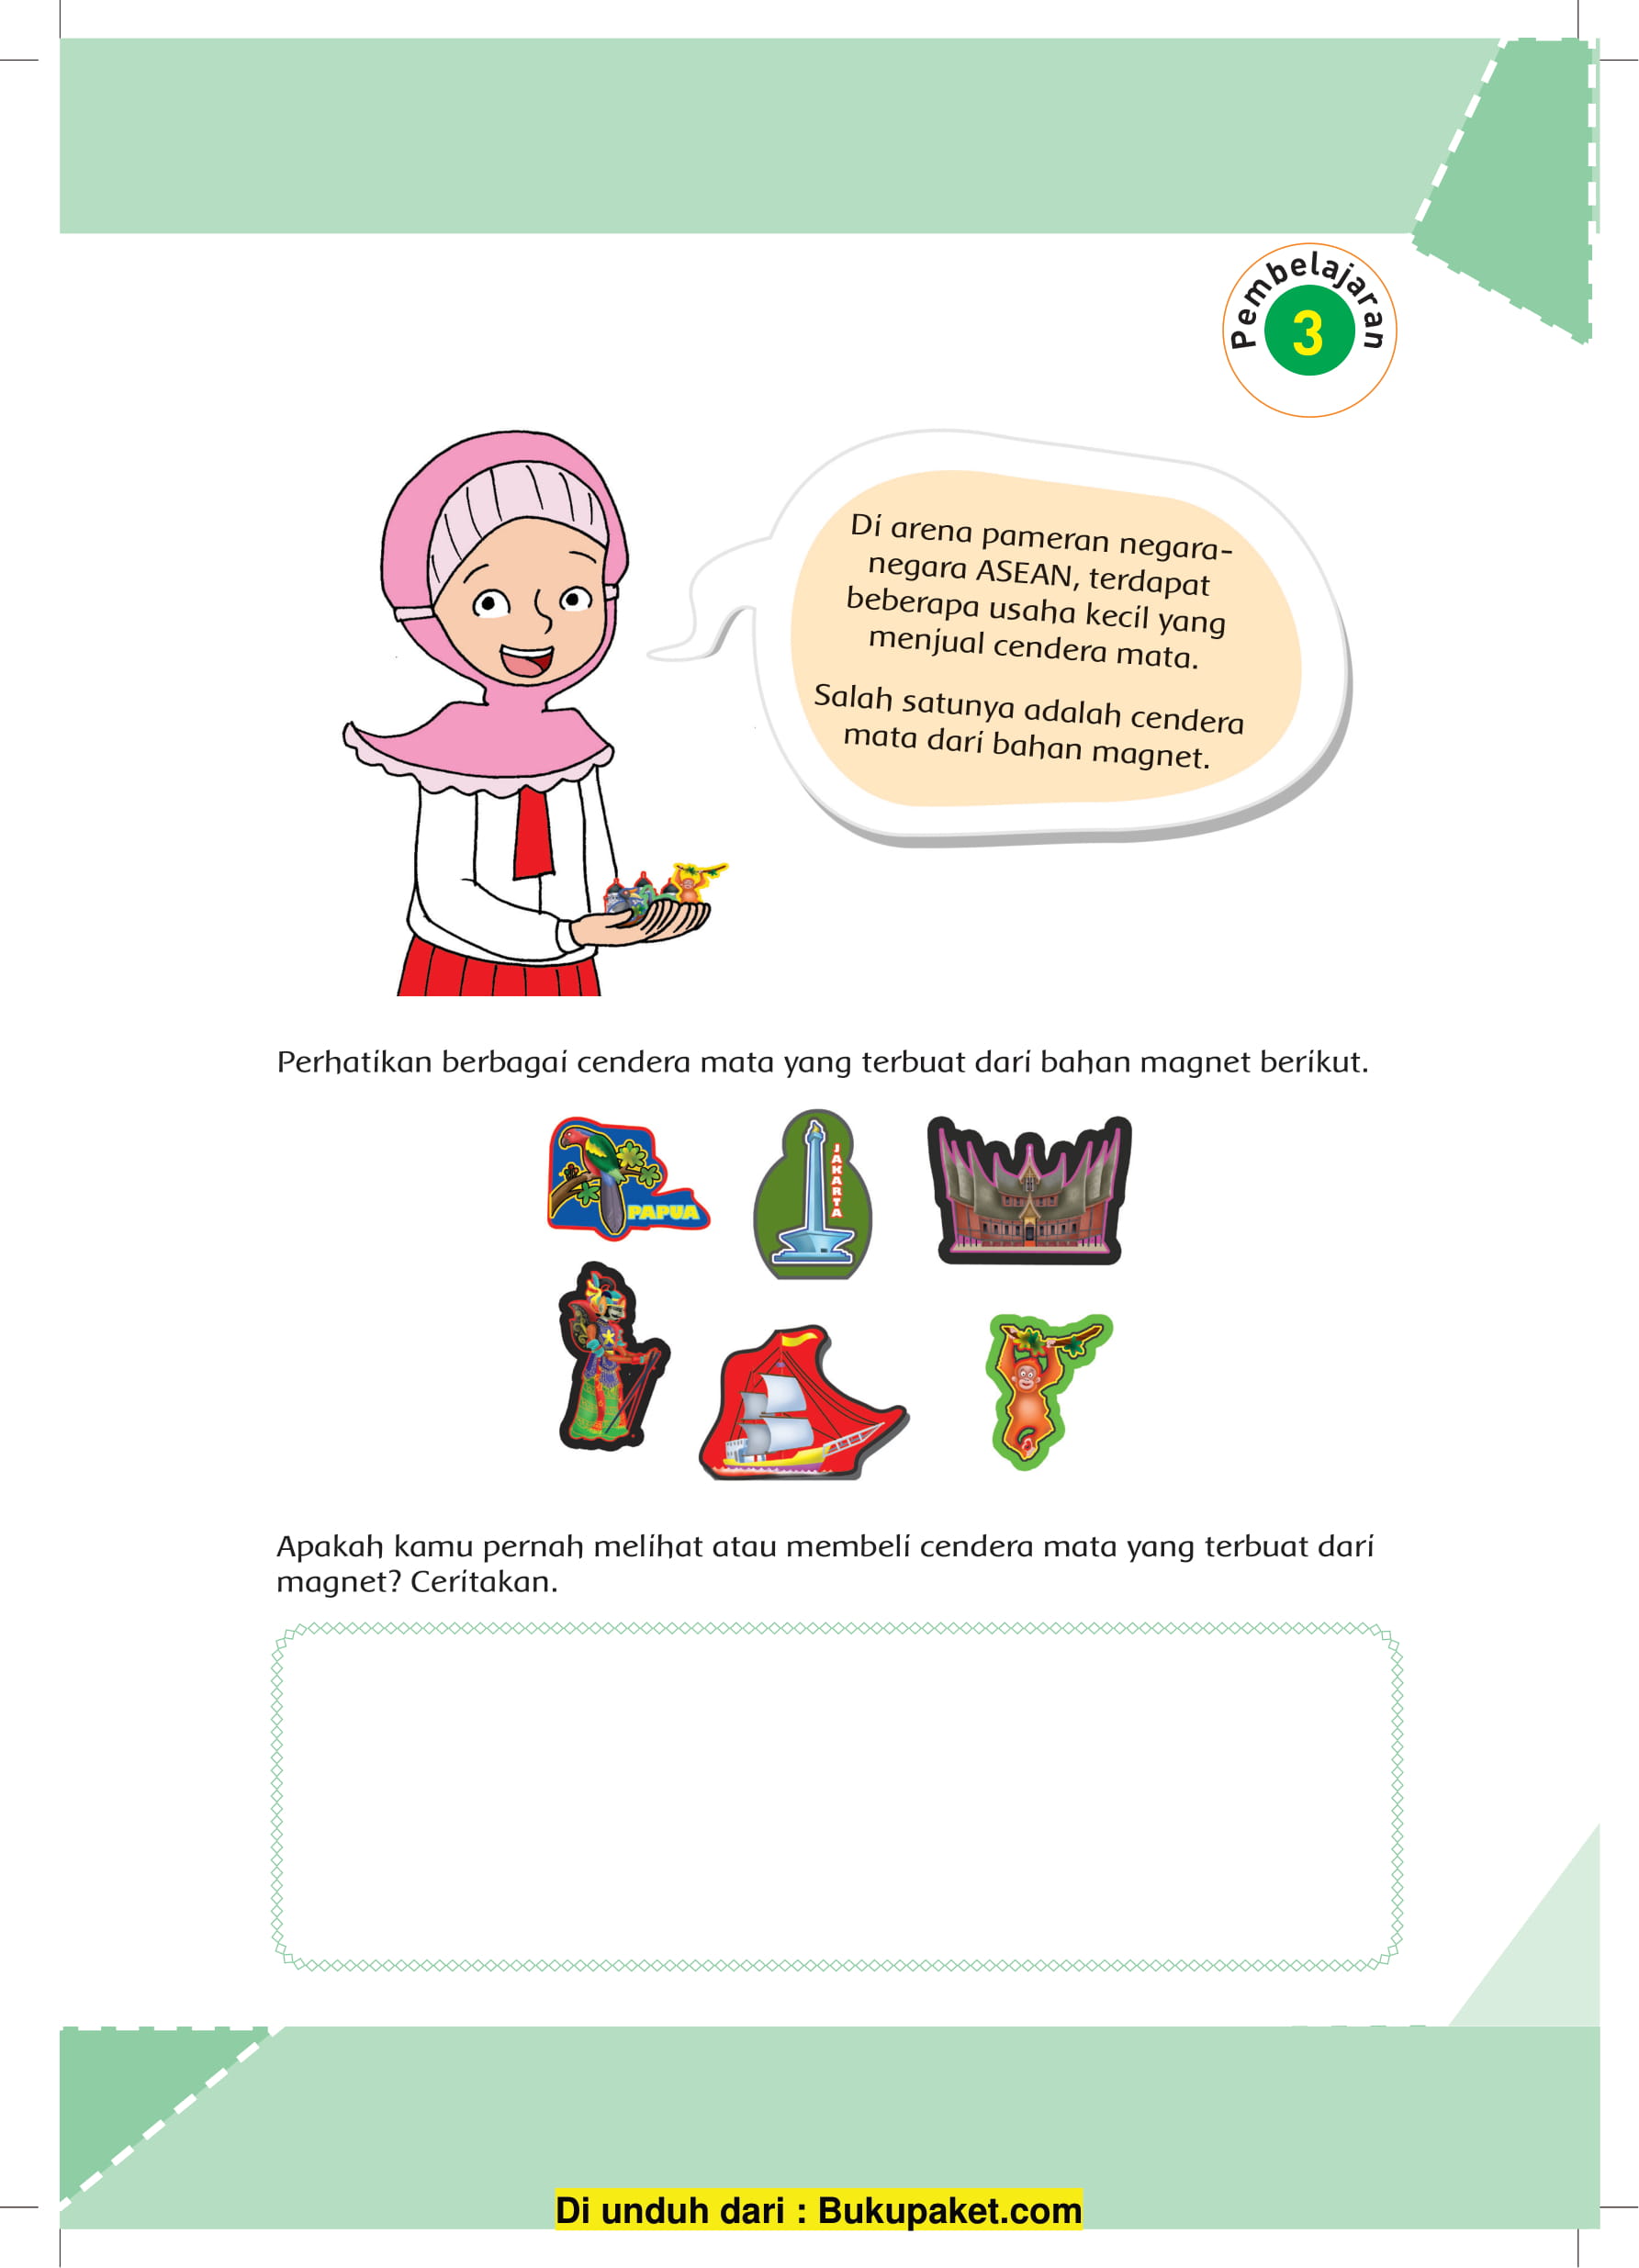 Pembelajaran
3
Di arena pameran negara-
negara ASEAN, terdapat
beberapa usaha kecil yang
menjual cendera mata.
Salah satunya adalah cendera
mata dari bahan magnet.
Perhatikan berbagai cendera mata yang terbuat dari bahan magnet berikut.
PAPUA
JAKARTA
Apakah kamu pernah melihat atau membeli cendera mata yang terbuat dari
magnet? Ceritakan.
Di unduh dari : Bukupaket.com